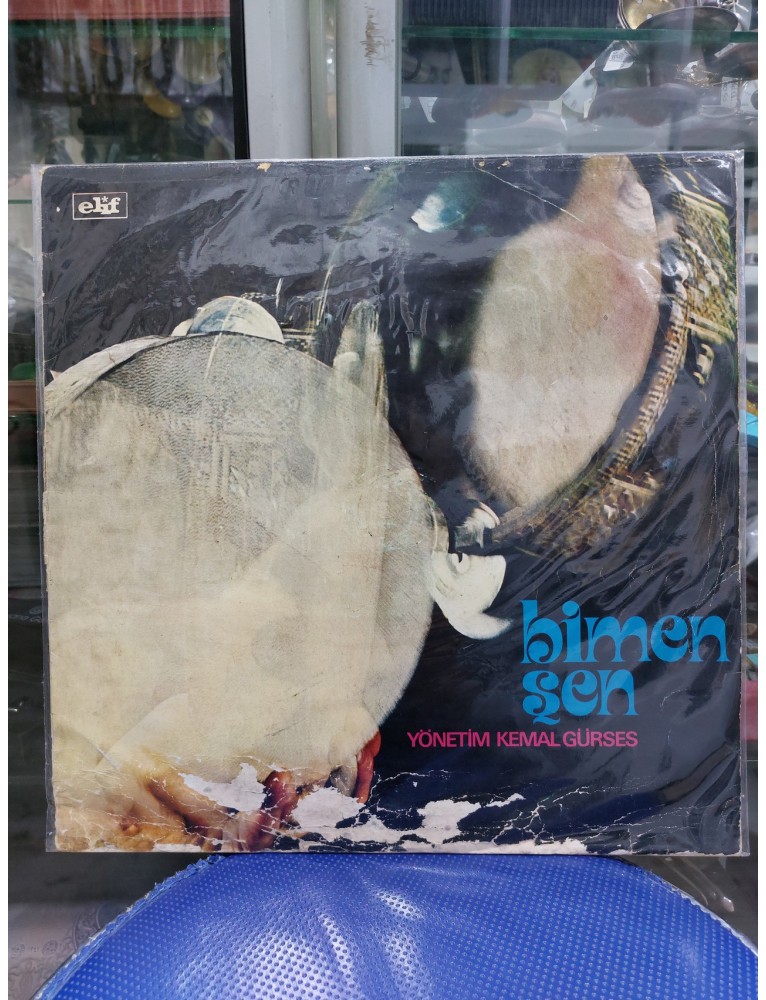 elif
bimen
şen
YÖNETİM KEMAL GÜRSES